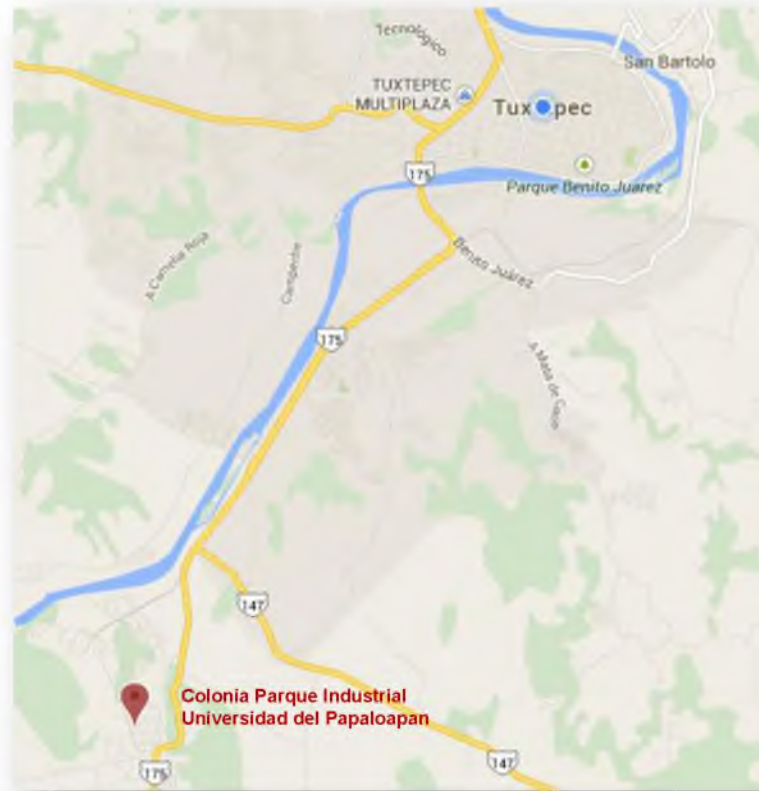 Tecnológico
San Bartolo
TUXTEPEC
MULTIPLAZA
Tux pec
175
Parque Benito Juarez
A Camelia Roja
Campeche
Benito Juárez
175
A Mata de Caña
147
Colonia Parque Industrial
Universidad del Papaloapan
175
147